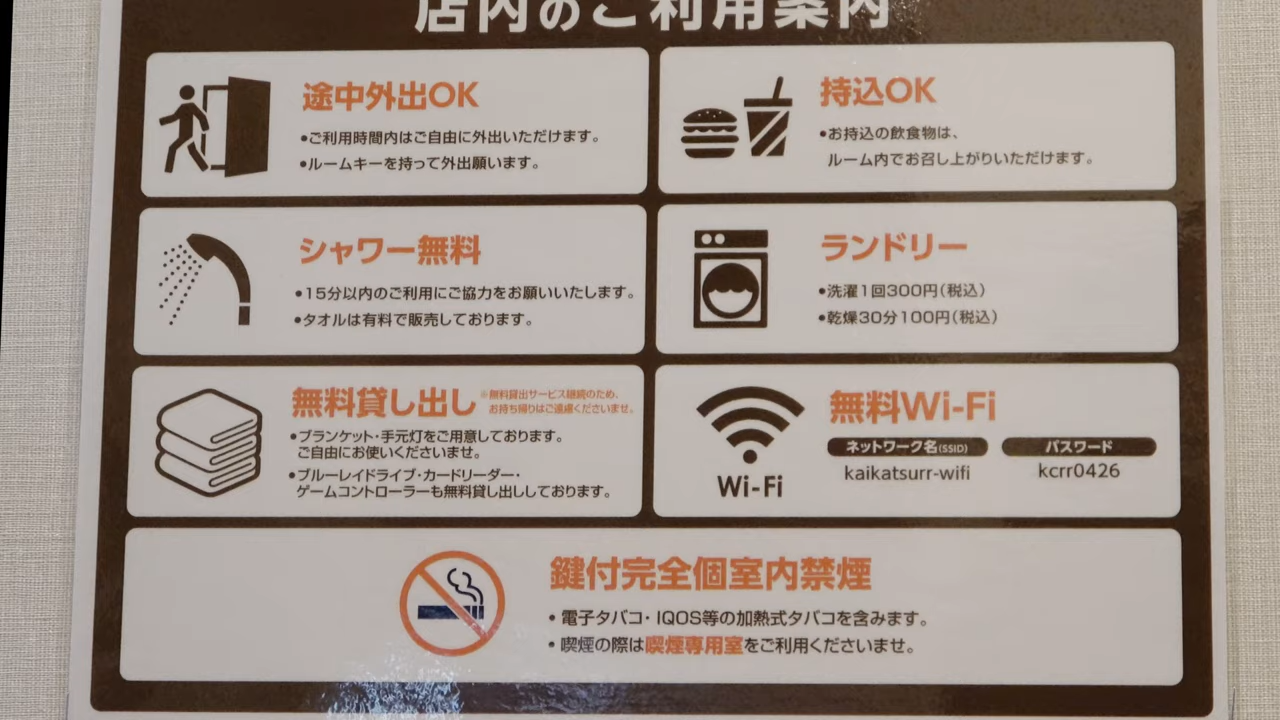 店内のご利用案内
途中外出OK
•ご利用時間内はご自由に外出いただけます。
•ルームキーを持って外出願います。
持込OK
•お持込の飲食物は、
ルーム内でお召し上がりいただけます。
シャワー無料
•15分以内のご利用にご協力をお願いいたします。
•タオルは有料で販売しております。
ランドリー
•洗濯1回300円(税込)
•乾燥30分100円(税込)
無料貸し出し
※無料貸出サービス継続のため、
お持ち帰りはご遠慮くださいませ。
•ブランケット・手元灯をご用意しております。
ご自由にお使いくださいませ。
•ブルーレイドライブ・カードリーダー・
ゲームコントローラーも無料貸し出ししております。
Wi-Fi
無料Wi-Fi
ネットワーク名(SSID)
kaikatsurr-wifi
パスワード
kcrr0426
鍵付完全個室内禁煙
•電子タバコ・IQOS等の加熱式タバコを含みます。
•喫煙の際は喫煙専用室をご利用くださいませ。